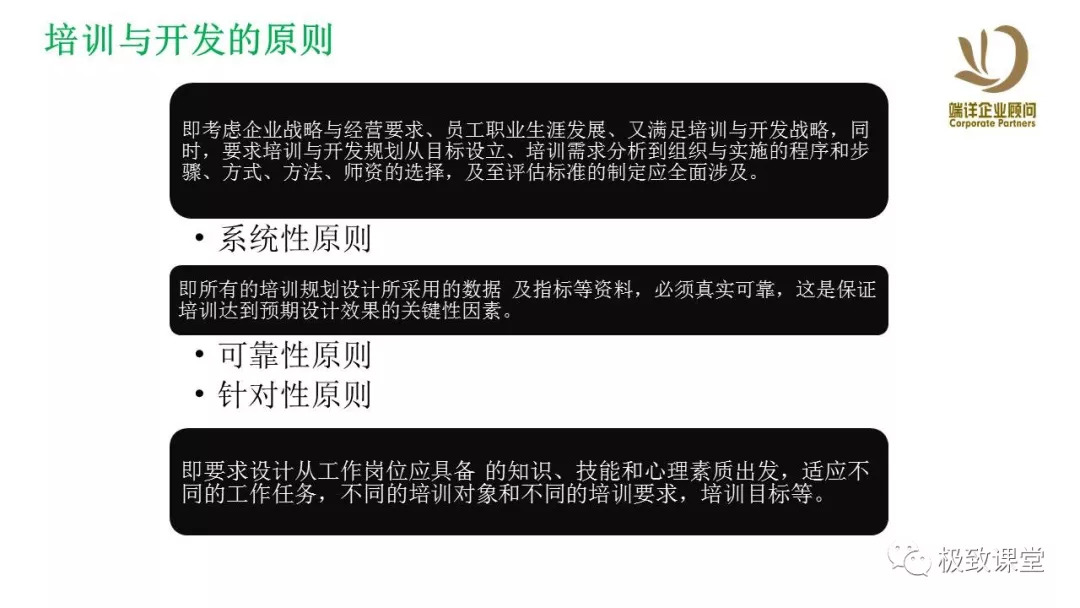 培训与开发的原则
端详企业顾问
Corporate Partners
即考虑企业战略与经营要求、员工职业生涯发展、又满足培训与开发战略，同
时，要求培训与开发规划从目标设立、培训需求分析到组织与实施的程序和步
骤、方式、方法、师资的选择，及至评估标准的制定应全面涉及。
• 系统性原则
即所有的培训规划设计所采用的数据 及指标等资料，必须真实可靠，这是保证
培训达到预期设计效果的关键性因素。
• 可靠性原则
• 针对性原则
即要求设计从工作岗位应具备 的知识、技能和心理素质出发，适应不
同的工作任务，不同的培训对象和不同的培训要求，培训目标等。
极致课堂